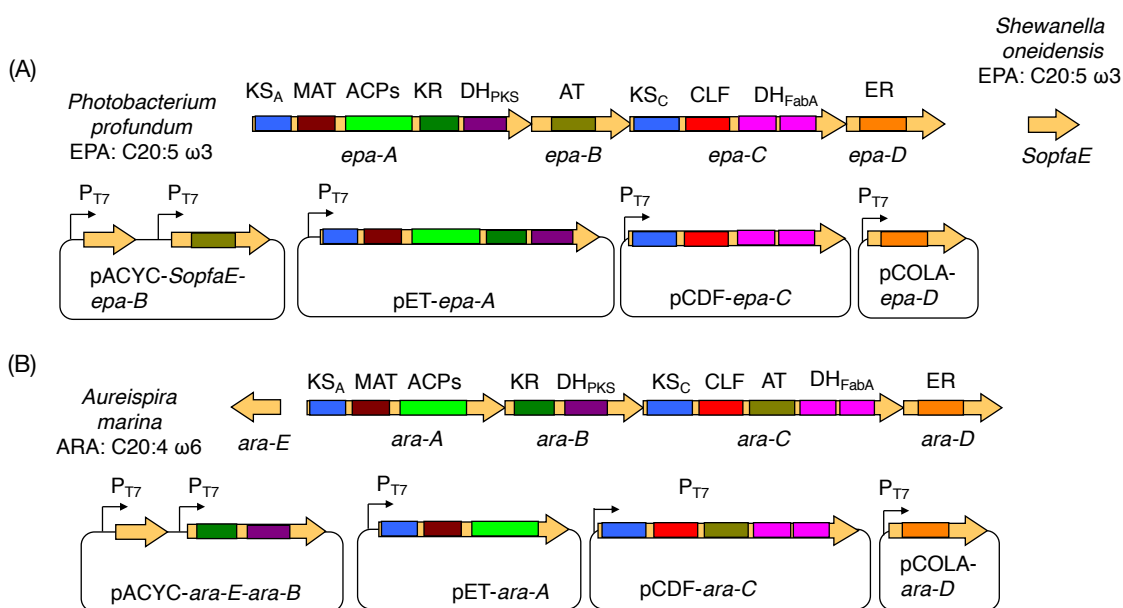 (A)
Photobacterium
profundum
EPA: C20:5 ω3
KSA MAT ACPs KR DHPKS AT KSC CLF DHFabA ER
epa-A epa-B epa-C epa-D
Shewanella
oneidensis
EPA: C20:5 ω3
SopfaE
PT7 PT7 PT7 PT7 PT7
pACYC-SopfaE-
epa-B
pET-epa-A
pCDF-epa-C
pCOLA-
epa-D
(B)
Aureispira
marina
ARA: C20:4 ω6
KSA MAT ACPs KR DHPKS KSC CLF AT DHFabA ER
ara-E ara-A ara-B ara-C ara-D
PT7 PT7 PT7 PT7 PT7
pACYC-ara-E-ara-B
pET-ara-A
pCDF-ara-C
pCOLA-
ara-D